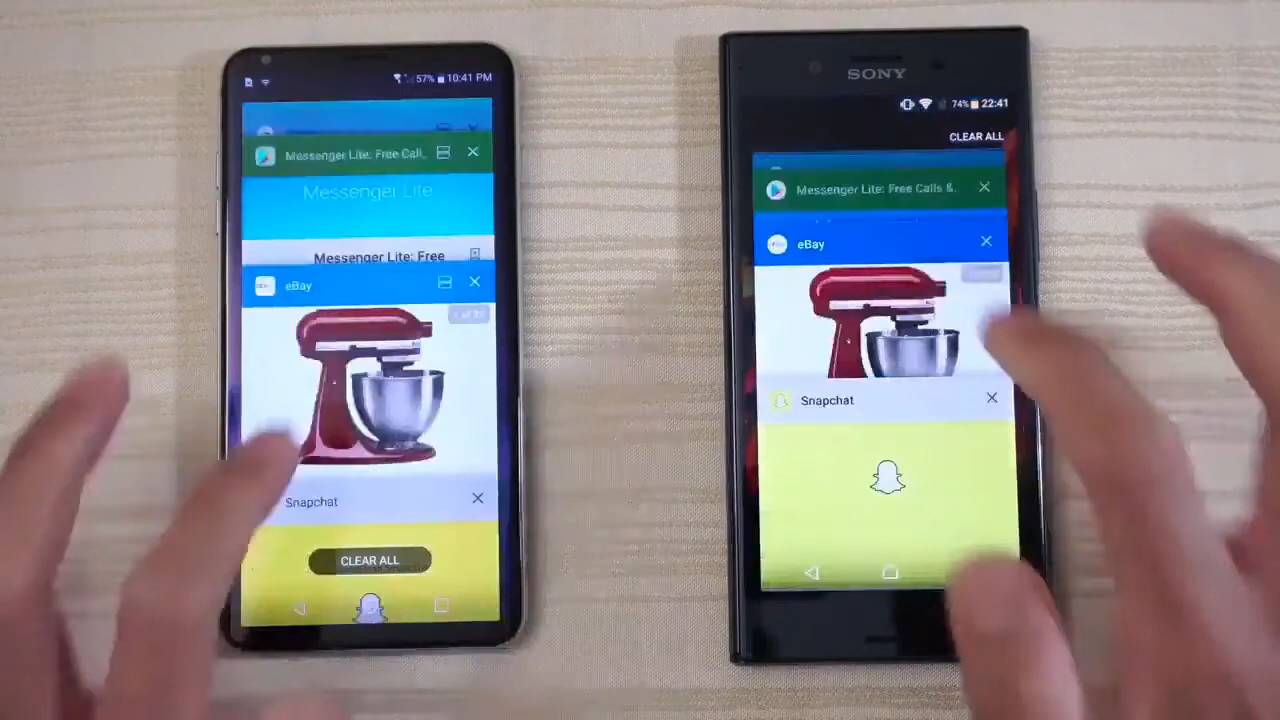 57% 10:41 PM
Messenger Lite: Free Call..
Messenger Lite
Messenger Lite: Free
eBay
Snapchat
CLEAR ALL
SONY
74% 22:41
CLEAR ALL
Messenger Lite: Free Calls &..
eBay
Snapchat